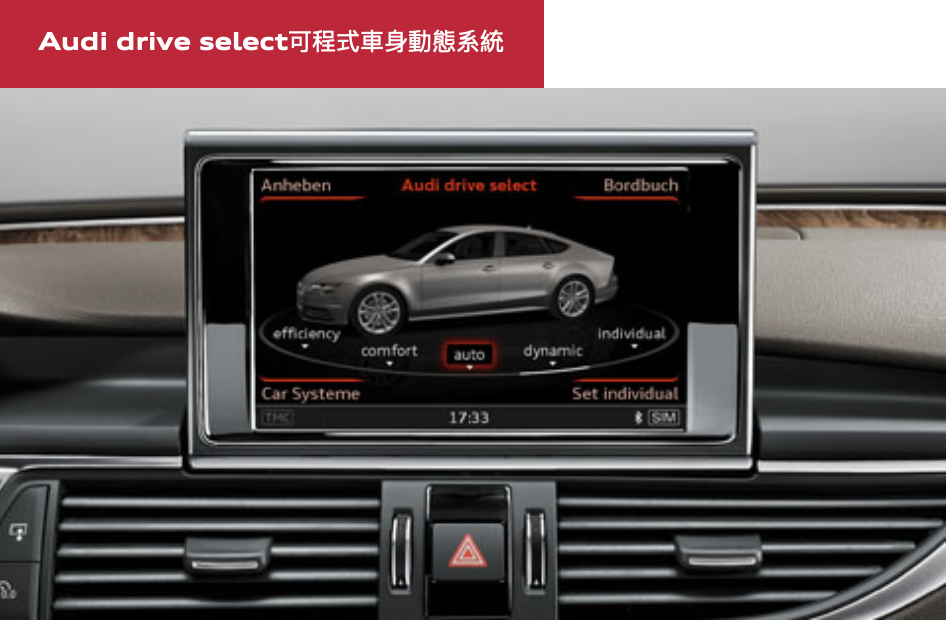 Audi drive select可程式車身動態系統
Anheben Audi drive select Bordbuch
efficiency comfort auto dynamic individual
Car Systeme Set individual
TMC 17:33 SIM